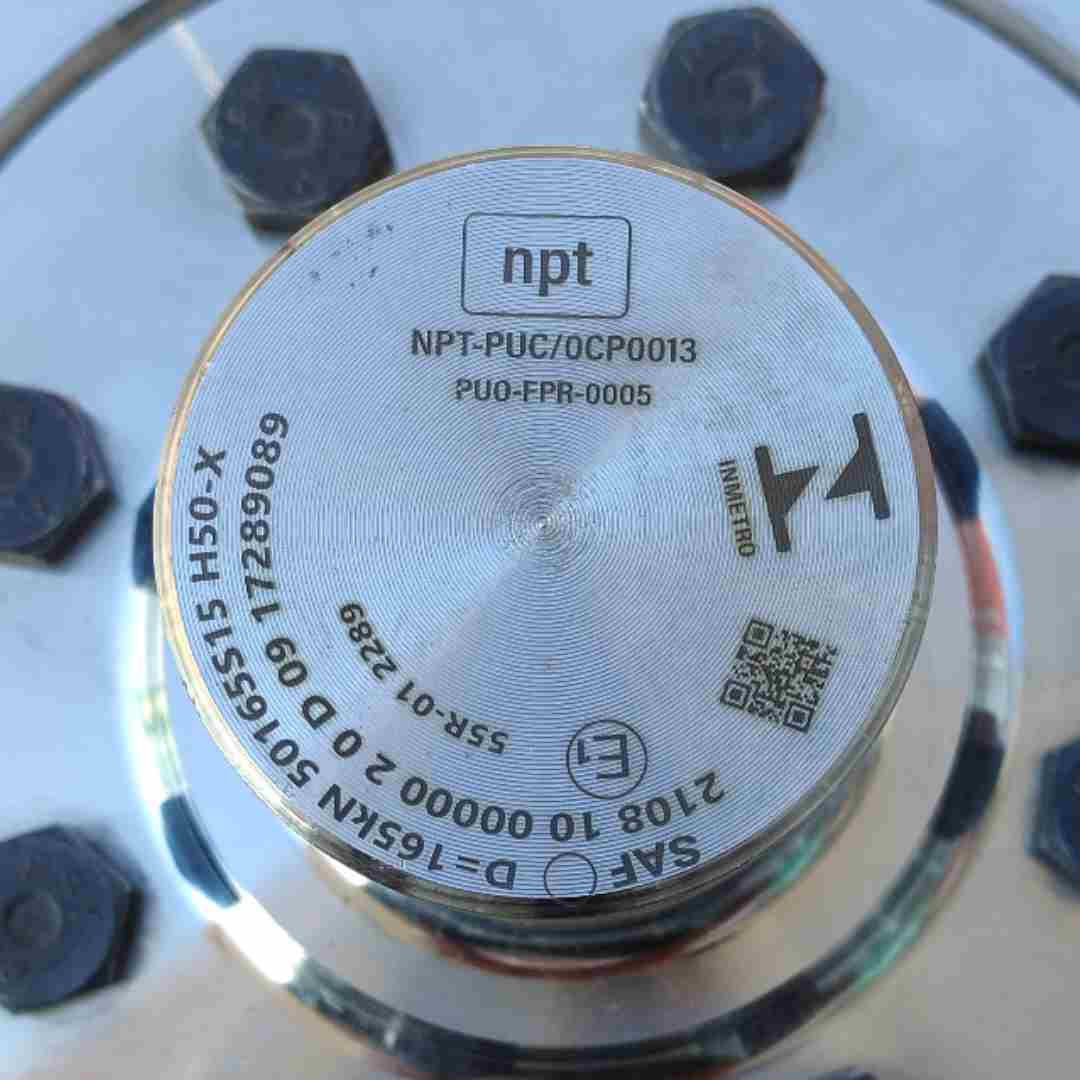 npt
NPT-PUC/0CP0013
PU0-FPR-0005
INMETRO
SAF D=165kN 50165S15 H50-X
2108 10 00000 2 0 D 09 17289089
E1
55R-01 2289